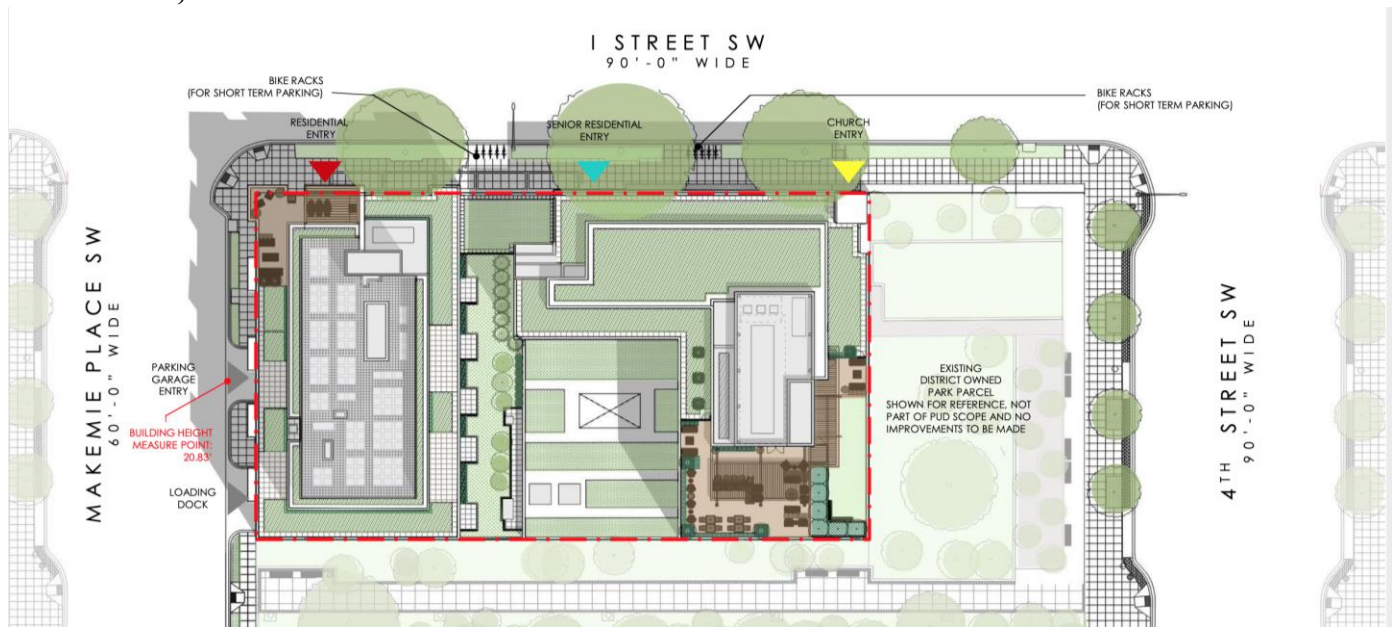 I STREET SW
90'-0" WIDE
BIKE RACKS
(FOR SHORT TERM PARKING)
BIKE RACKS
(FOR SHORT TERM PARKING)
RESIDENTIAL
ENTRY
SENIOR RESIDENTIAL
ENTRY
CHURCH
ENTRY
MAKEMIE PLACE SW
60'-0" WIDE
PARKING
GARAGE
ENTRY
BUILDING HEIGHT
MEASURE POINT:
20.83'
LOADING
DOCK
EXISTING
DISTRICT OWNED
PARK PARCEL
SHOWN FOR REFERENCE, NOT
PART OF PUD SCOPE AND NO
IMPROVEMENTS TO BE MADE
4TH STREET SW
90'-0" WIDE